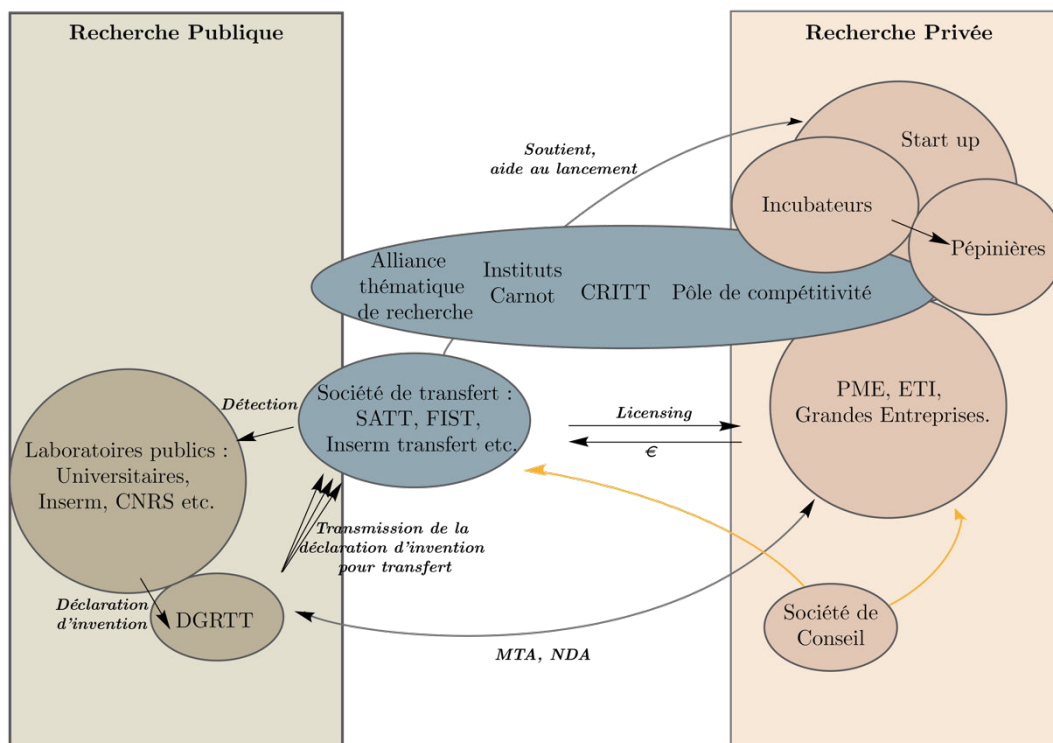 Recherche Publique
Recherche Privée
Start up
Soutient,
aide au lancement
Incubateurs
Pépinières
Alliance
thématique
de recherche
Instituts
Carnot
CRITT
Pôle de compétitivité
Société de transfert :
SATT, FIST,
Inserm transfert etc.
PME, ETI,
Grandes Entreprises.
Détection
Licensing
€
Laboratoires publics :
Universitaires,
Inserm, CNRS etc.
Transmission de la
déclaration d'invention
pour transfert
Déclaration
d'invention
DGRTT
Société de
Conseil
MTA, NDA